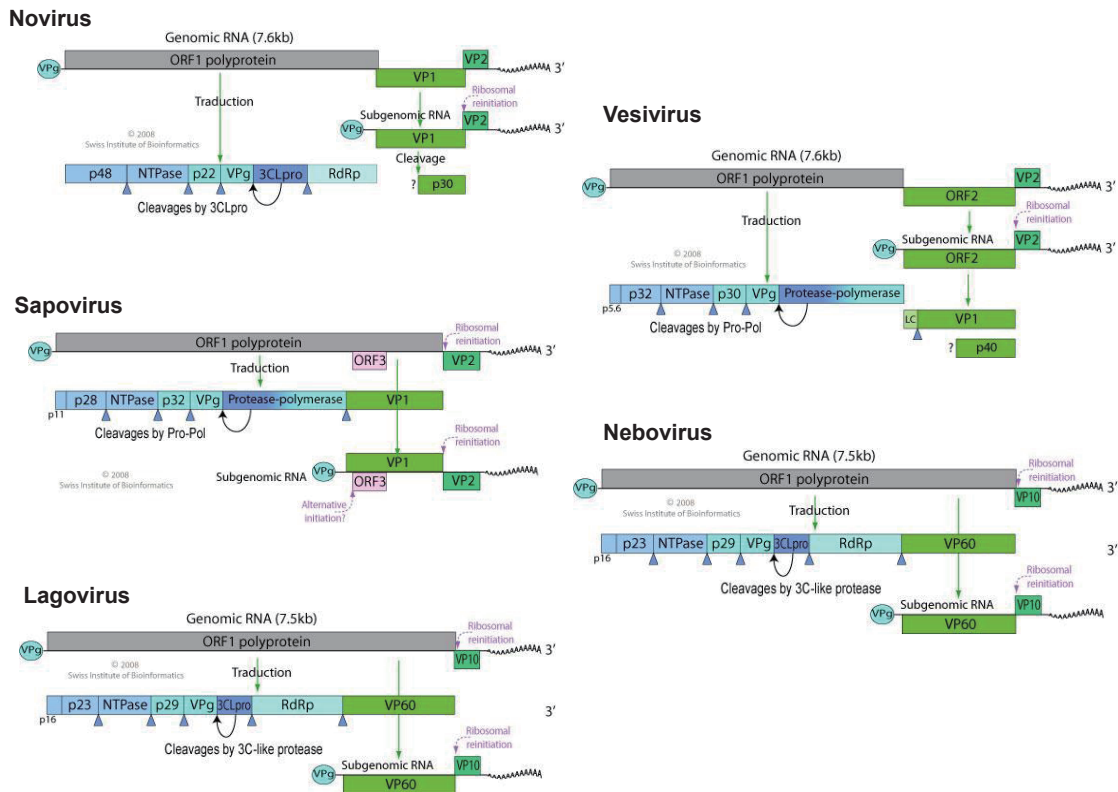 Novirus
Genomic RNA (7.6kb)
VPg
ORF1 polyprotein
VP1
VP2
3′
Traduction
Ribosomal
reinitiation
Subgenomic RNA
VP2
VPg
VP1
3′
© 2008
Swiss Institute of Bioinformatics
Cleavage
p48
NTPase
p22
VPg
3CLpro
RdRp
?
p30
Cleavages by 3CLpro
Vesivirus
Genomic RNA (7.6kb)
VPg
ORF1 polyprotein
ORF2
VP2
3′
Traduction
Ribosomal
reinitiation
Subgenomic RNA
VP2
VPg
ORF2
3′
© 2008
Swiss Institute of Bioinformatics
p5.6
p32
NTPase
p30
VPg
Protease-polymerase
LC
VP1
Cleavages by Pro-Pol
?
p40
Sapovirus
Ribosomal
reinitiation
VPg
ORF1 polyprotein
ORF3
VP2
3′
Traduction
p11
p28
NTPase
p32
VPg
Protease-polymerase
VP1
Cleavages by Pro-Pol
Ribosomal
reinitiation
© 2008
Swiss Institute of Bioinformatics
Subgenomic RNA
VPg
VP1
ORF3
VP2
3′
Alternative
initiation?
Nebovirus
Genomic RNA (7.5kb)
Ribosomal
reinitiation
VPg
ORF1 polyprotein
VP10
3′
© 2008
Swiss Institute of Bioinformatics
Traduction
p16
p23
NTPase
p29
VPg
3CLpro
RdRp
VP60
3′
Cleavages by 3C-like protease
Ribosomal
reinitiation
Subgenomic RNA
VPg
VP60
VP10
Lagovirus
Genomic RNA (7.5kb)
Ribosomal
reinitiation
VPg
ORF1 polyprotein
VP10
3′
© 2008
Swiss Institute of Bioinformatics
Traduction
p16
p23
NTPase
p29
VPg
3CLpro
RdRp
VP60
3′
Cleavages by 3C-like protease
Ribosomal
reinitiation
Subgenomic RNA
VPg
VP60
VP10